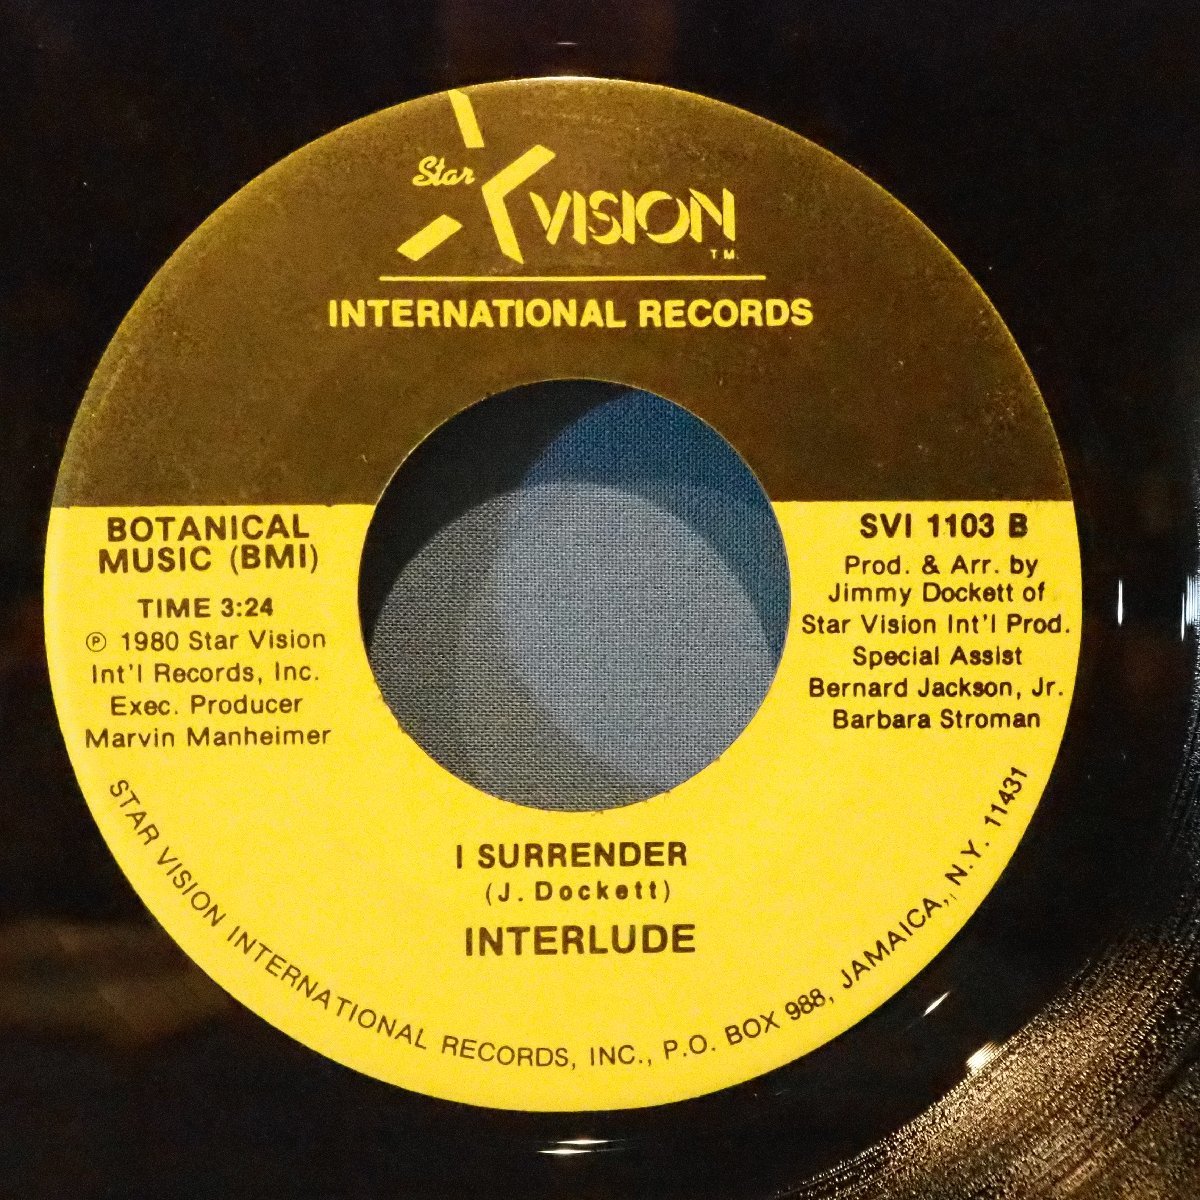 Star
VISION
TM.
INTERNATIONAL RECORDS
BOTANICAL
MUSIC (BMI)
TIME 3:24
℗ 1980 Star Vision
Int'l Records, Inc.
Exec. Producer
Marvin Manheimer
SVI 1103 B
Prod. & Arr. by
Jimmy Dockett of
Star Vision Int'l Prod.
Special Assist
Bernard Jackson, Jr.
Barbara Stroman
I SURRENDER
(J. Dockett)
INTERLUDE
STAR VISION INTERNATIONAL RECORDS, INC., P.O. BOX 988, JAMAICA, N.Y. 11431